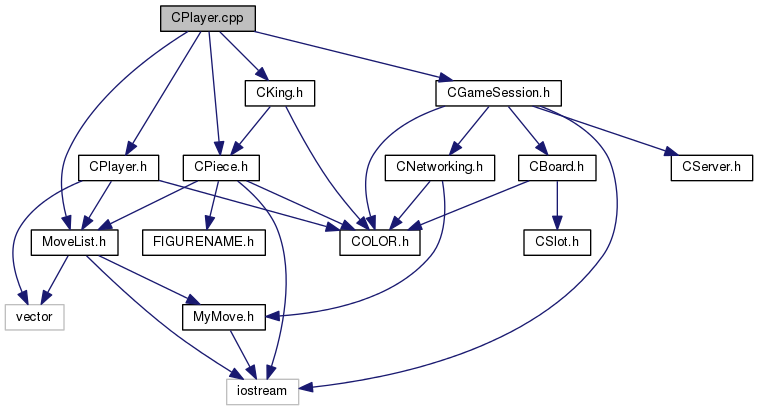 CPlayer.cpp
CKing.h
CGameSession.h
CPlayer.h
CPiece.h
CNetworking.h
CBoard.h
CServer.h
MoveList.h
FIGURENAME.h
COLOR.h
CSlot.h
vector
MyMove.h
iostream